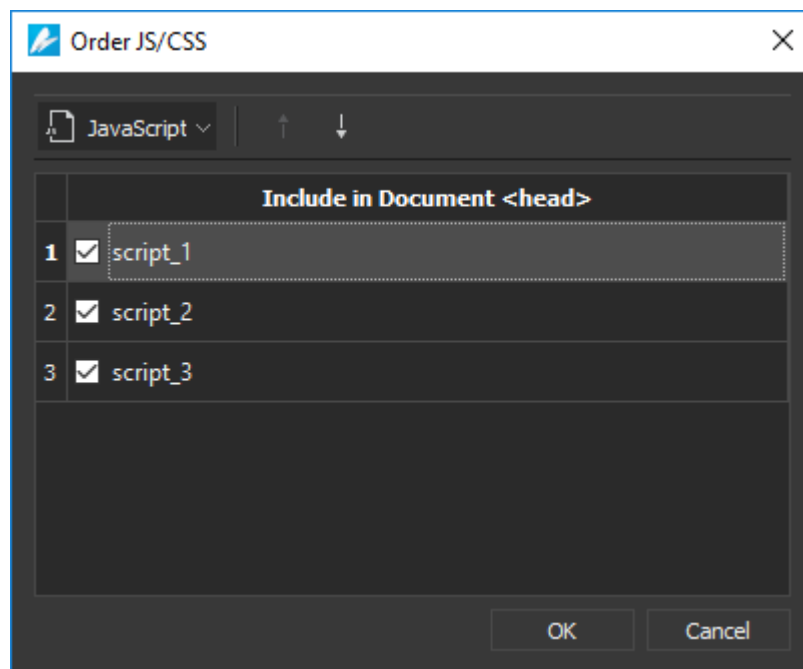 Order JS/CSS
JavaScript
Include in Document <head>
1 script_1
2 script_2
3 script_3
OK Cancel